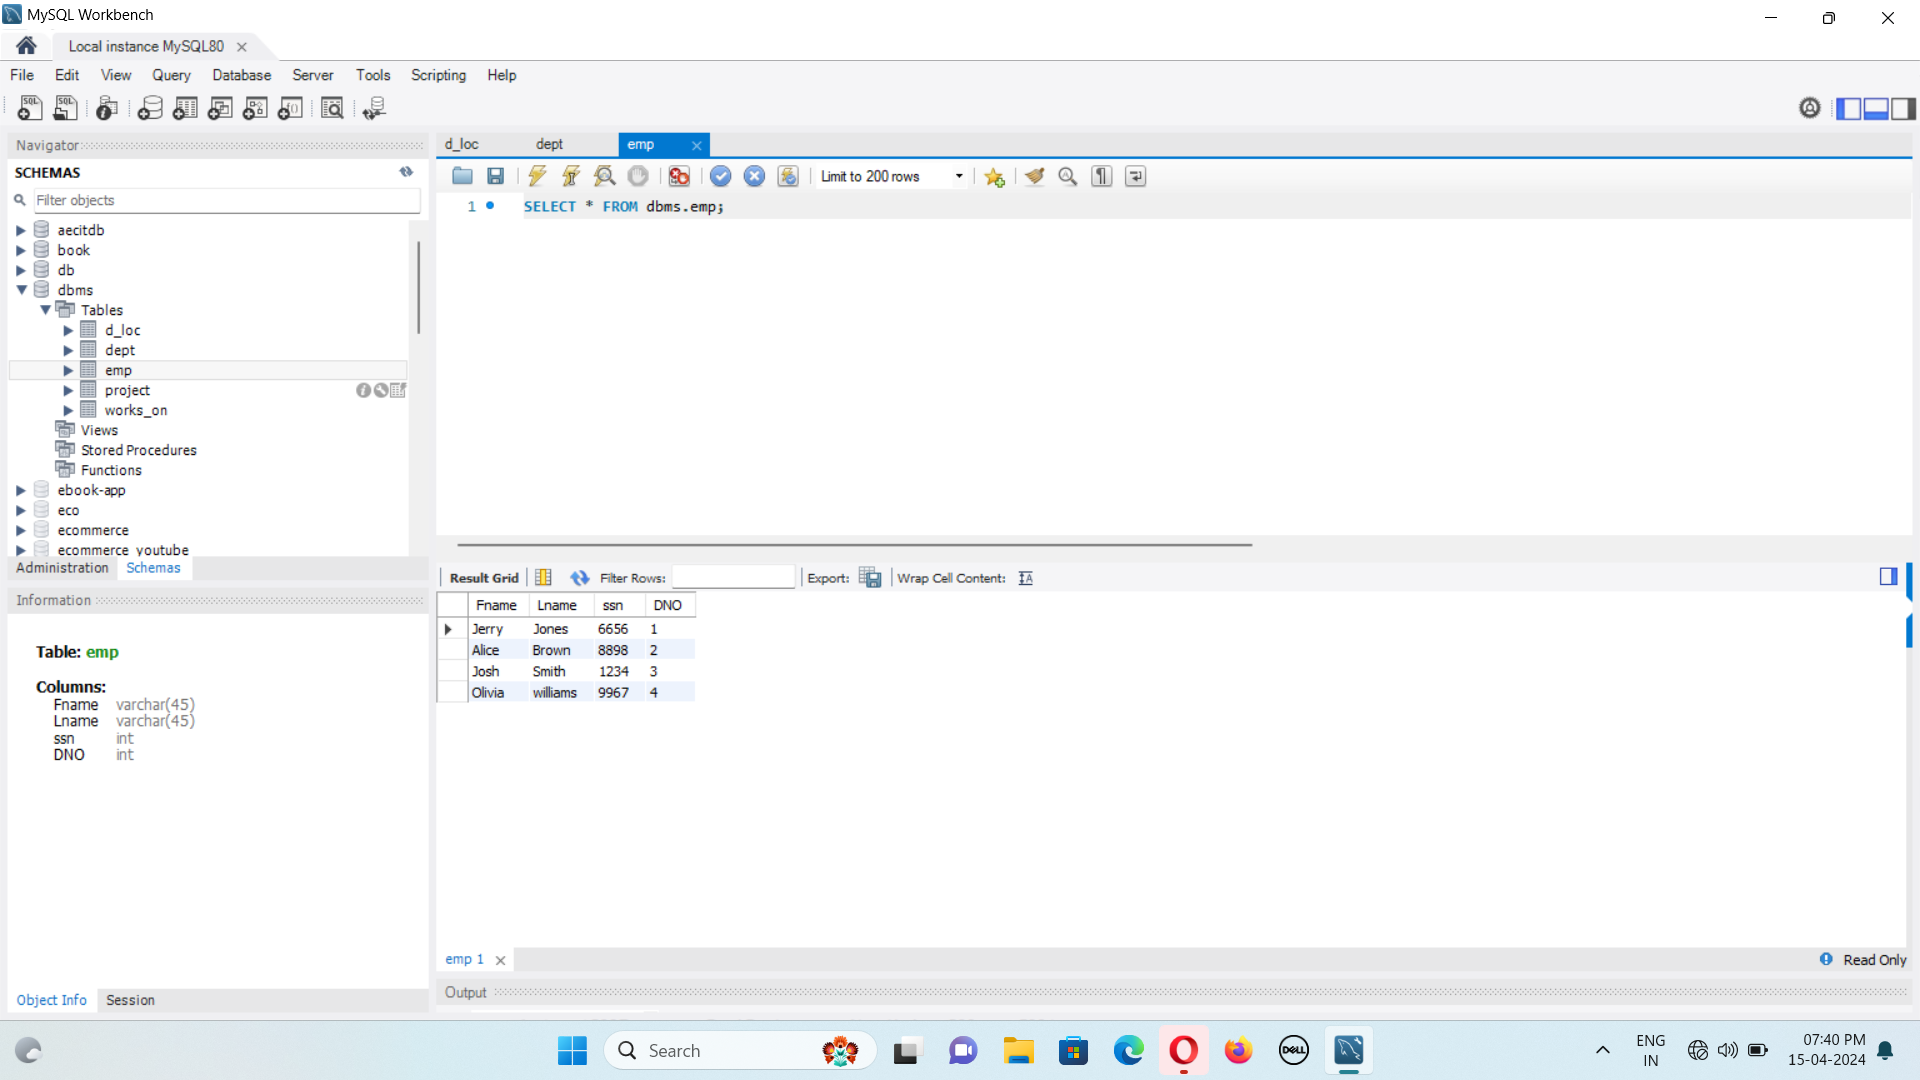 MySQL Workbench
Local instance MySQL80
File Edit View Query Database Server Tools Scripting Help
Navigator
SCHEMAS
Filter objects
aecitdb
book
db
dbms
Tables
d_loc
dept
emp
project
works_on
Views
Stored Procedures
Functions
ebook-app
eco
ecommerce
ecommerce_youtube
Administration Schemas
Information
Table: emp
Columns:
Fname varchar(45)
Lname varchar(45)
ssn int
DNO int
Object Info Session
d_loc dept emp
Limit to 200 rows
1 SELECT * FROM dbms.emp;
Result Grid Filter Rows: Export: Wrap Cell Content:
Fname Lname ssn DNO
Jerry Jones 6656 1
Alice Brown 8898 2
Josh Smith 1234 3
Olivia williams 9967 4
emp 1 Read Only
Output
Search
DELL
ENG
IN
07:40 PM
15-04-2024